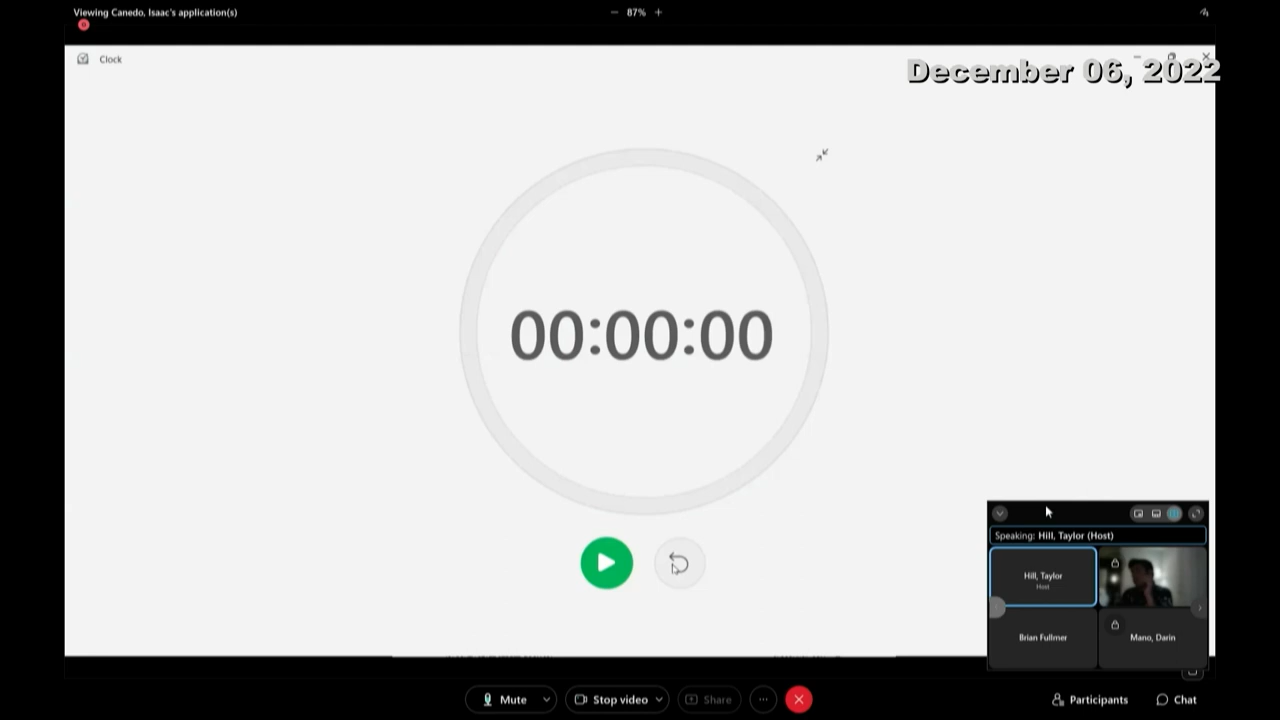 Viewing Canedo, Isaac's application(s)
87%
Clock
December 06, 2022
00:00:00
Speaking: Hill, Taylor (Host)
Hill, Taylor
Host
Brian Fullmer
Mano, Darin
Mute
Stop video
Share
Participants
Chat